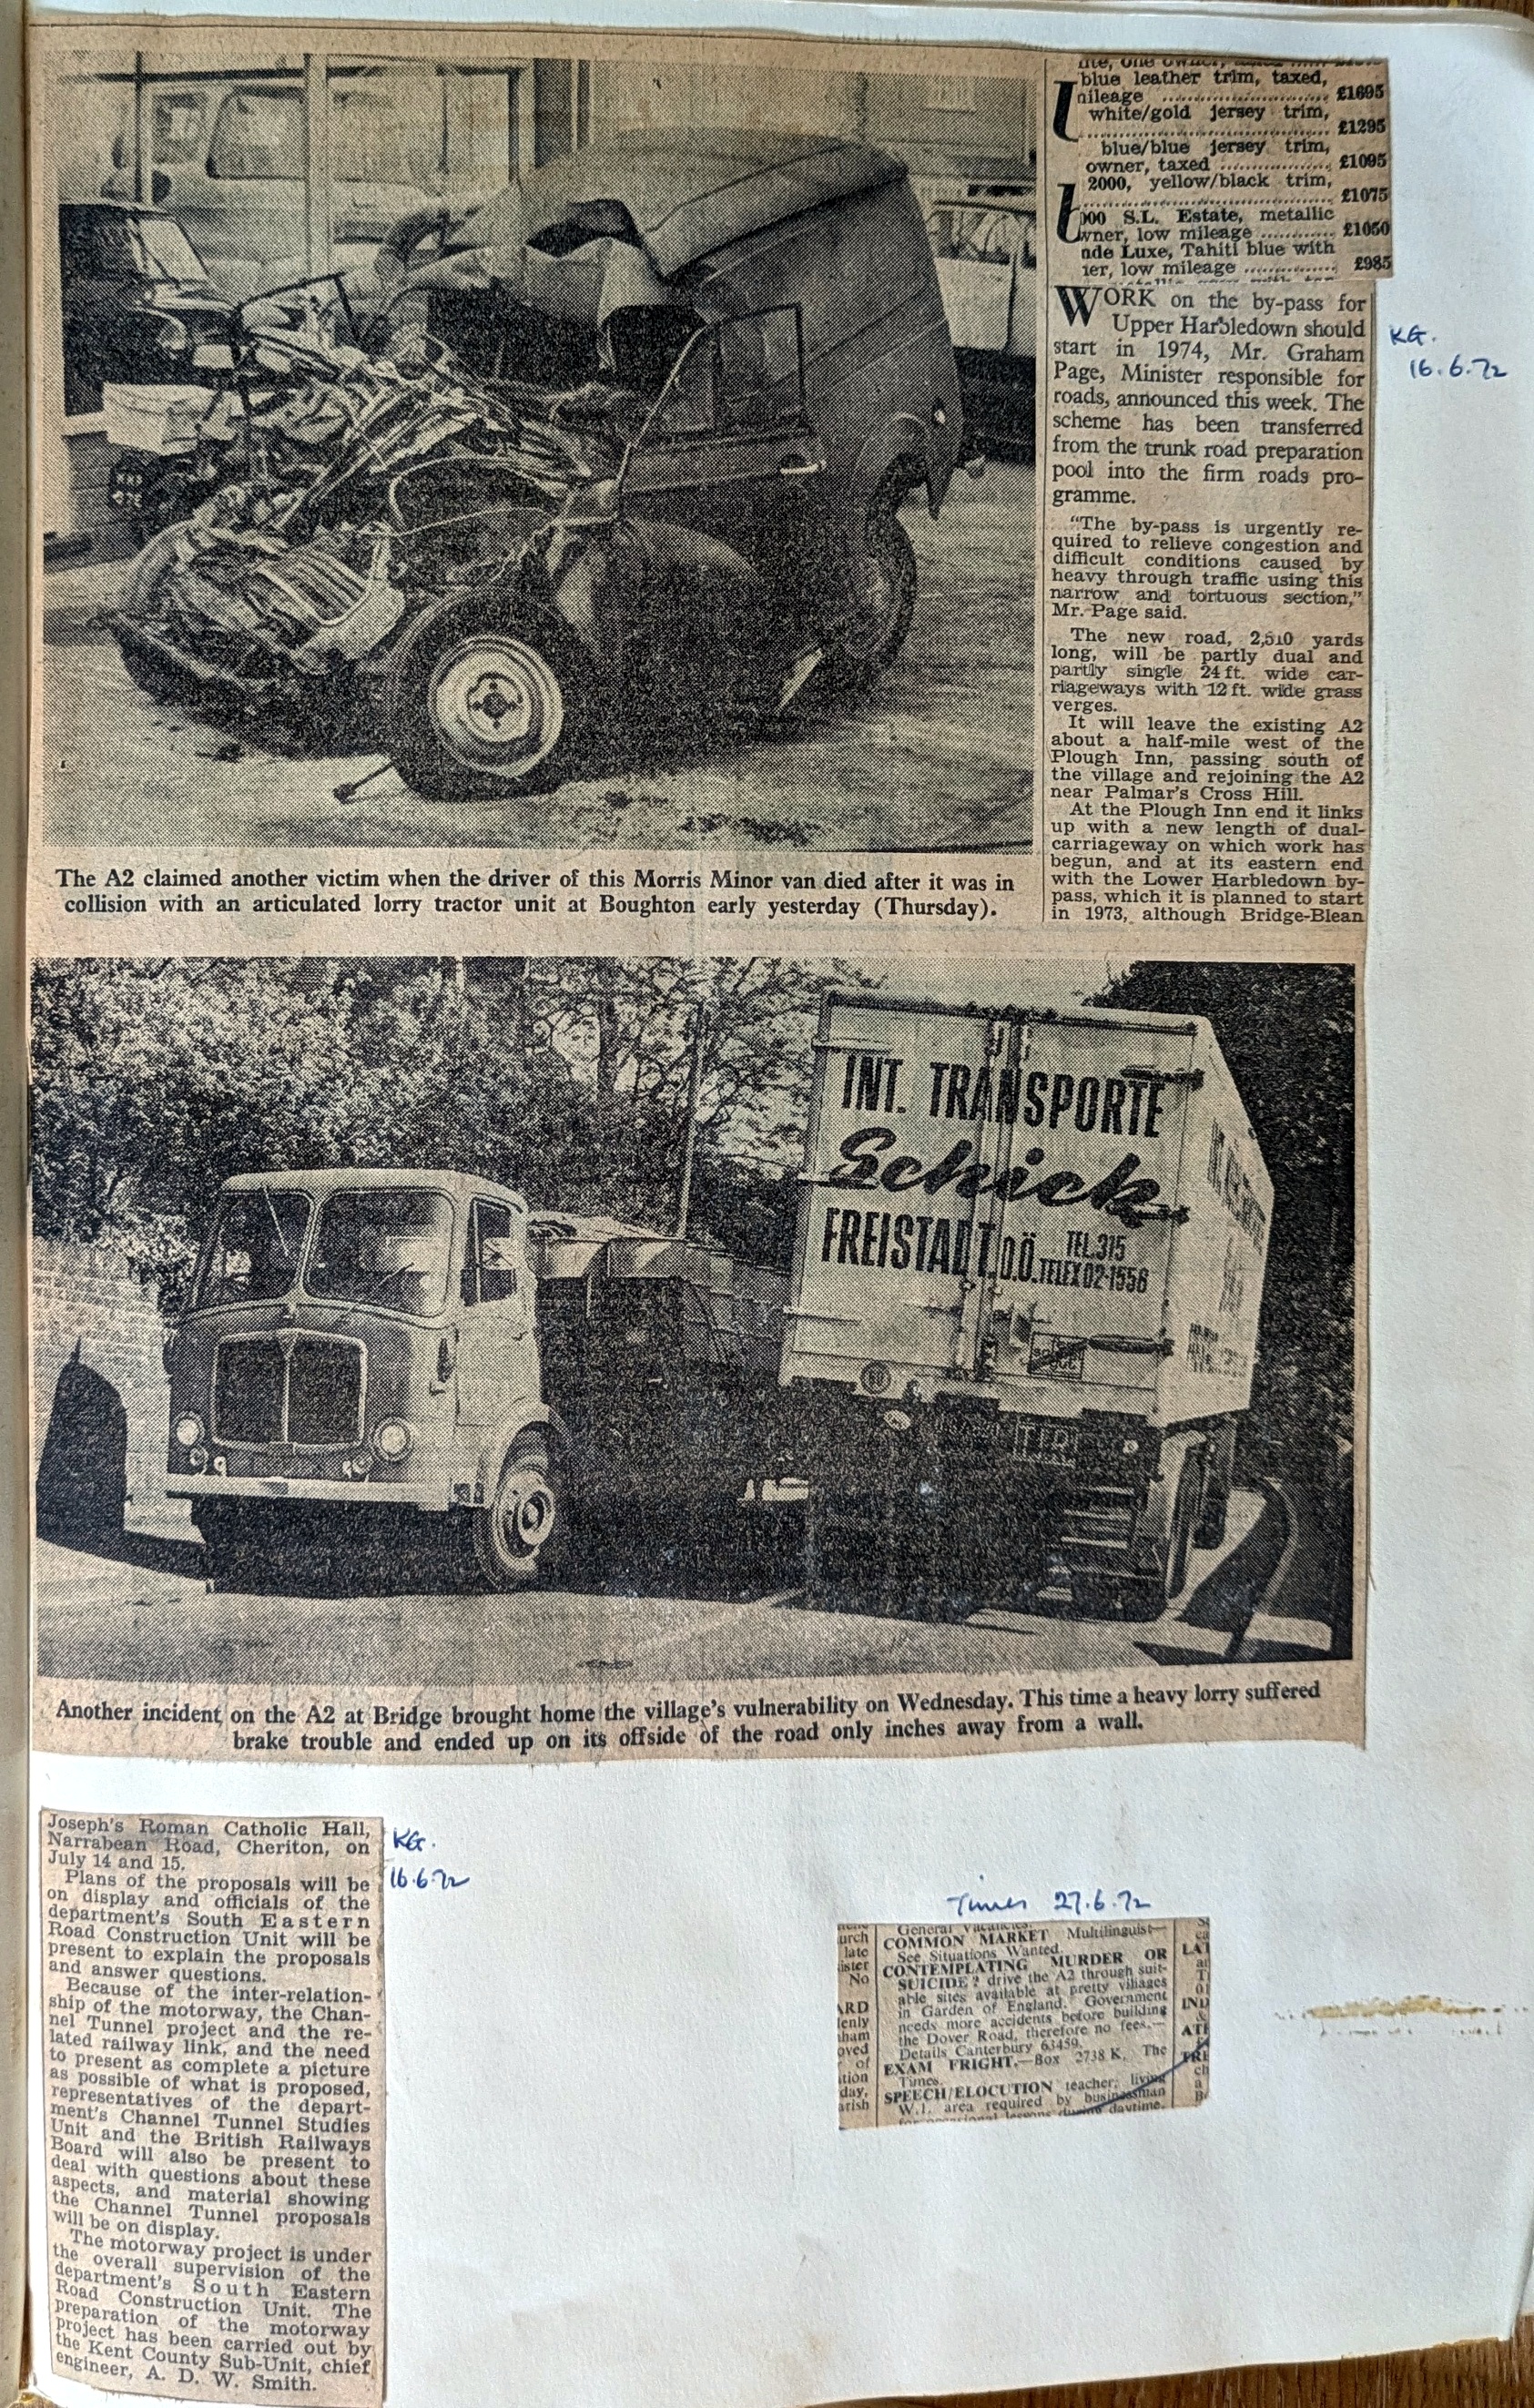 blue leather trim, taxed,
mileage £1695
white/gold jersey trim,
£1295
blue/blue jersey trim,
owner, taxed £1095
2000, yellow/black trim,
£1075
S.L. Estate, metallic
wner, low mileage £1050
Luxe, Tahiti blue with
low mileage £985
WORK on the by-pass for
Upper Harbledown should
start in 1974, Mr. Graham
Page, Minister responsible for
roads, announced this week. The
scheme has been transferred
from the trunk road preparation
pool into the firm roads pro-
gramme.
"The by-pass is urgently re-
quired to relieve congestion and
difficult conditions caused by
heavy through traffic using this
narrow and tortuous section,"
Mr. Page said.
The new road, 2,510 yards
long, will be partly dual and
partly single 24 ft. wide car-
riageways with 12 ft. wide grass
verges.
It will leave the existing A2
about a half-mile west of the
Plough Inn, passing south of
the village and rejoining the A2
near Palmar's Cross Hill.
At the Plough Inn end it links
up with a new length of dual-
carriageway on which work has
begun, and at its eastern end
with the Lower Harbledown by-
pass, which it is planned to start
in 1973, although Bridge-Blean
KG.
16.6.72
The A2 claimed another victim when the driver of this Morris Minor van died after it was in
collision with an articulated lorry tractor unit at Boughton early yesterday (Thursday).
INT. TRANSPORTE
Schick
FREISTADT. O.Ö. TEL.315
TELEX 02-1556
60
TIR
Another incident on the A2 at Bridge brought home the village's vulnerability on Wednesday. This time a heavy lorry suffered
brake trouble and ended up on its offside of the road only inches away from a wall.
Joseph's Roman Catholic Hall,
Narrabean Road, Cheriton, on
July 14 and 15.
Plans of the proposals will be
on display and officials of the
department's South Eastern
Road Construction Unit will be
present to explain the proposals
and answer questions.
Because of the inter-relation-
ship of the motorway, the Chan-
nel Tunnel project and the re-
lated railway link, and the need
to present as complete a picture
as possible of what is proposed,
representatives of the depart-
ment's Channel Tunnel Studies
Unit and the British Railways
Board will also be present to
deal with questions about these
aspects, and material showing
the Channel Tunnel proposals
will be on display.
The motorway project is under
the overall supervision of the
department's South Eastern
Road Construction Unit. The
preparation of the motorway
project has been carried out by
the Kent County Sub-Unit, chief
engineer, A. D. W. Smith.
KG.
16.6.72
Times 27.6.72
General Vacancies.
COMMON MARKET Multilinguist—
See Situations Wanted.
CONTEMPLATING MURDER OR
SUICIDE? drive the A2 through suit-
able sites available at pretty villages
in Garden of England. Government
needs more accidents before building
the Dover Road, therefore no fees.—
Details Canterbury 63459.
EXAM FRIGHT.—Box 2738 K, The
Times.
SPEECH/ELOCUTION teacher, living
W.1. area required by businessman
for occasional lessons during daytime.